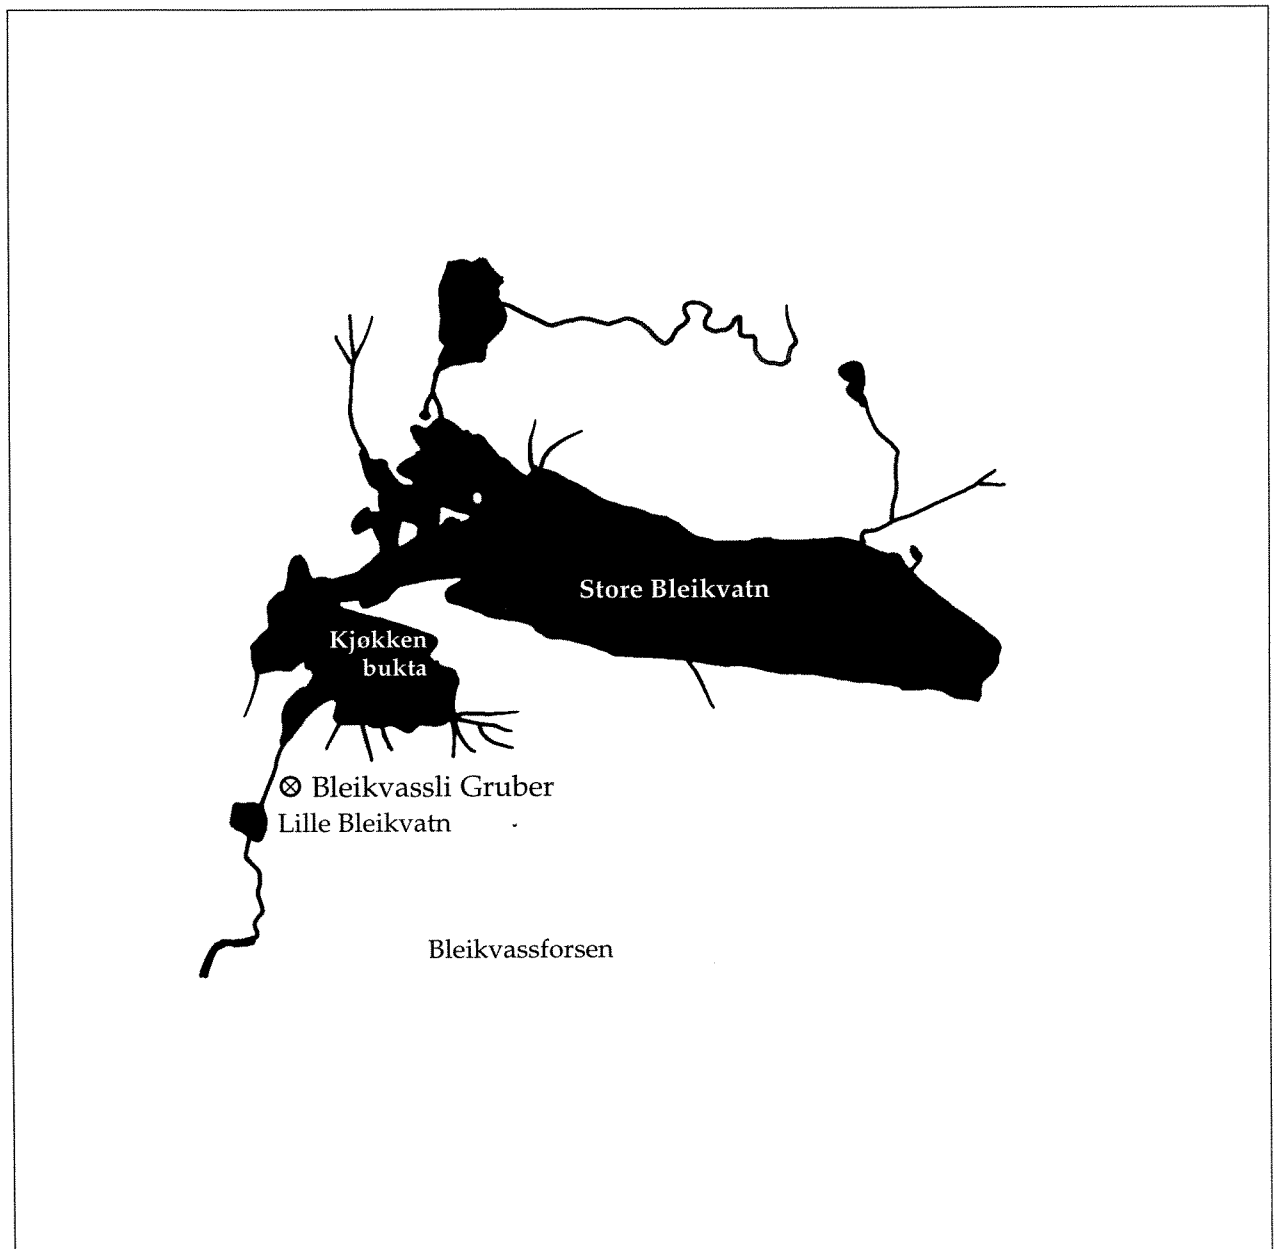 Store Bleikvatn
Kjøkken
bukta
Bleikvassli Gruber
Lille Bleikvatn
Bleikvassforsen